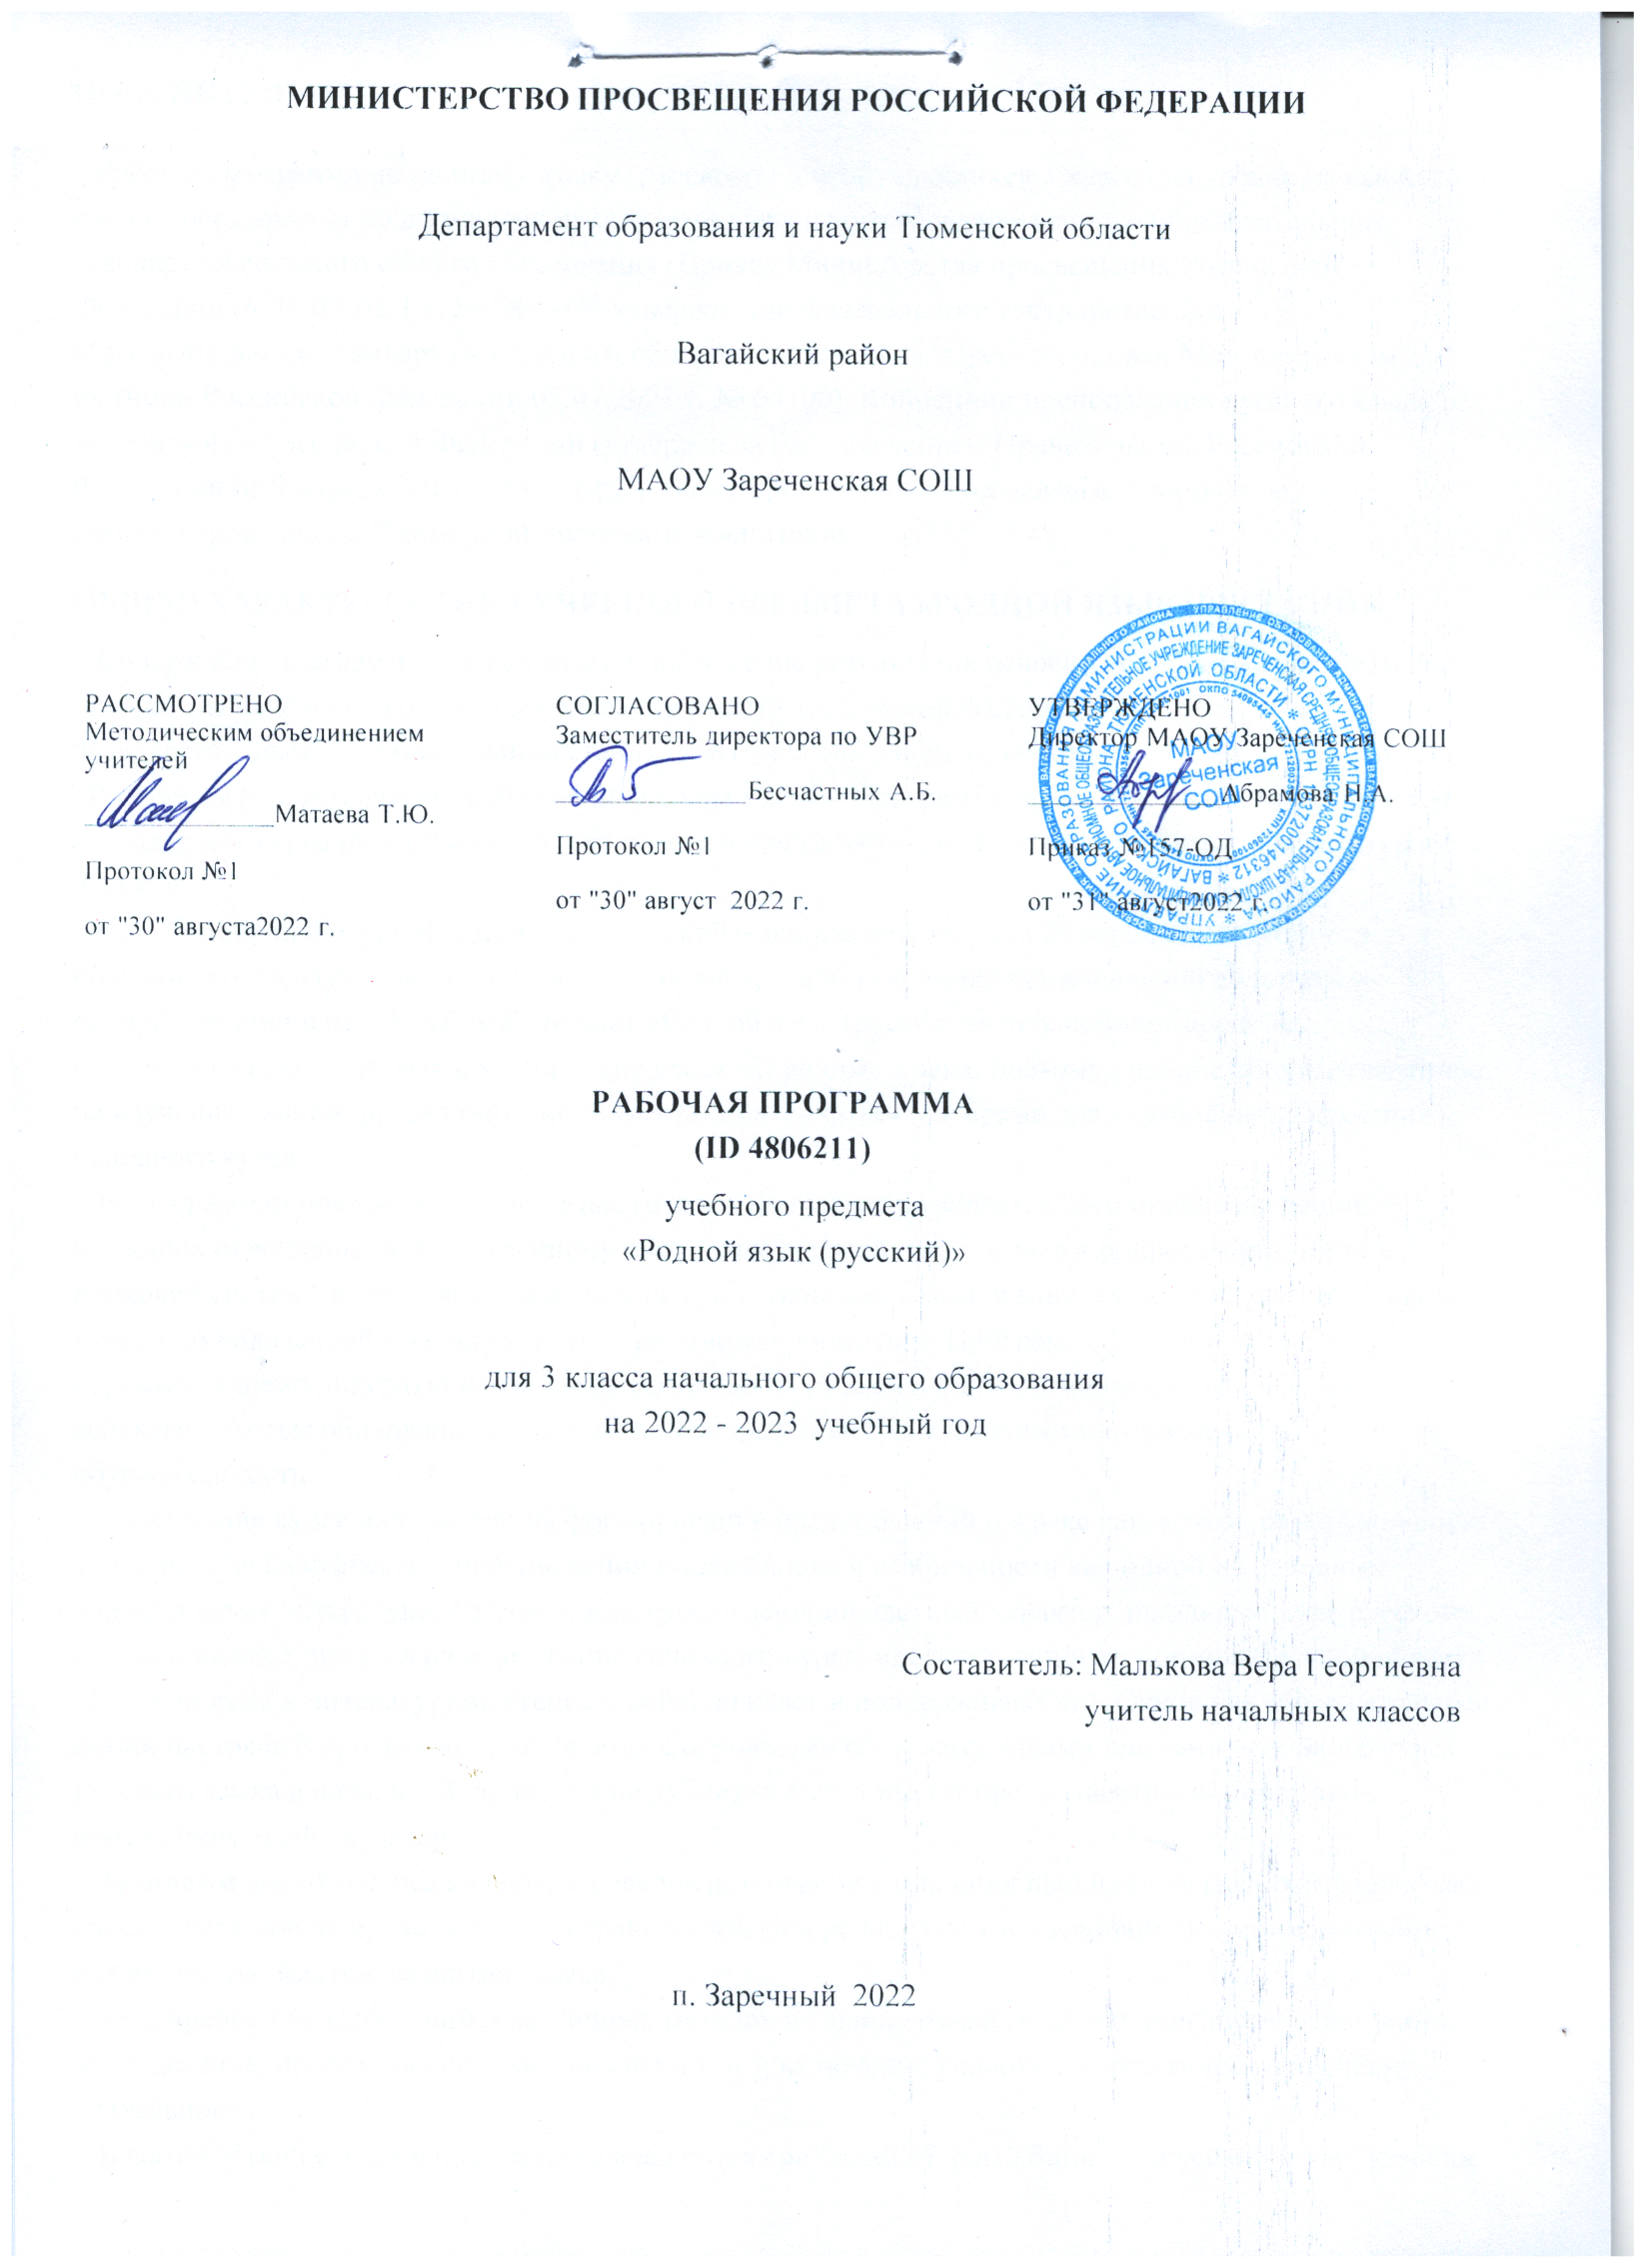 МИНИСТЕРСТВО ПРОСВЕЩЕНИЯ РОССИЙСКОЙ ФЕДЕРАЦИИ
Департамент образования и науки Тюменской области
Вагайский район
МАОУ Зареченская СОШ
РАССМОТРЕНО
Методическим объединением
учителей
Матаева Т.Ю.
Протокол №1
от "30" августа2022 г.
СОГЛАСОВАНО
Заместитель директора по УВР
Бесчастных А.Б.
Протокол №1
от "30" август 2022 г.
УТВЕРЖДЕНО
Директор МАОУ Зареченская СОШ
Абрамова Н.А.
Приказ №157-ОД
от "31" август2022 г.
МАОУ
Зареченская
СОШ
РАБОЧАЯ ПРОГРАММА
(ID 4806211)
учебного предмета
«Родной язык (русский)»
для 3 класса начального общего образования
на 2022 - 2023 учебный год
Составитель: Малькова Вера Георгиевна
учитель начальных классов
п. Заречный 2022